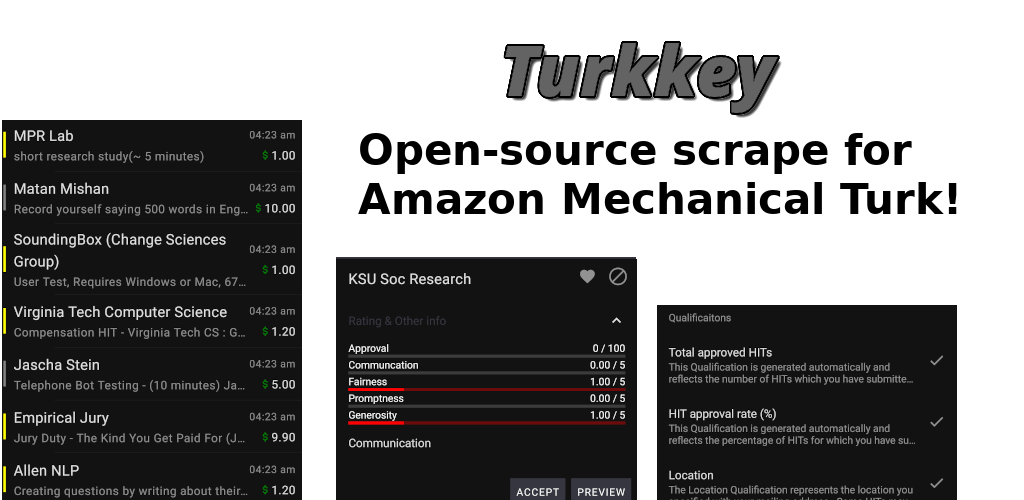 Turkkey
Open-source scrape for
Amazon Mechanical Turk!
MPR Lab 04:23 am
short research study(~ 5 minutes) $ 1.00
Matan Mishan 04:23 am
Record yourself saying 500 words in Eng... $ 10.00
SoundingBox (Change Sciences
Group) 04:23 am
$ 1.00
User Test, Requires Windows or Mac, 67...
Virginia Tech Computer Science 04:23 am
Compensation HIT - Virginia Tech CS : G... $ 1.20
Jascha Stein 04:23 am
Telephone Bot Testing - (10 minutes) Ja... $ 5.00
Empirical Jury 04:23 am
Jury Duty - The Kind You Get Paid For (J... $ 9.90
Allen NLP 04:23 am
Creating questions by writing about their... $ 1.20
KSU Soc Research
Rating & Other info
Approval 0 / 100
Communcation 0.00 / 5
Fairness 1.00 / 5
Promptness 0.00 / 5
Generosity 1.00 / 5
Communication
ACCEPT PREVIEW
Qualificaitons
Total approved HITs
This Qualification is generated automatically and
reflects the number of HITs which you have submitte...
HIT approval rate (%)
This Qualification is generated automatically and
reflects the percentage of HITs for which you have su...
Location
The Location Qualification represents the location you